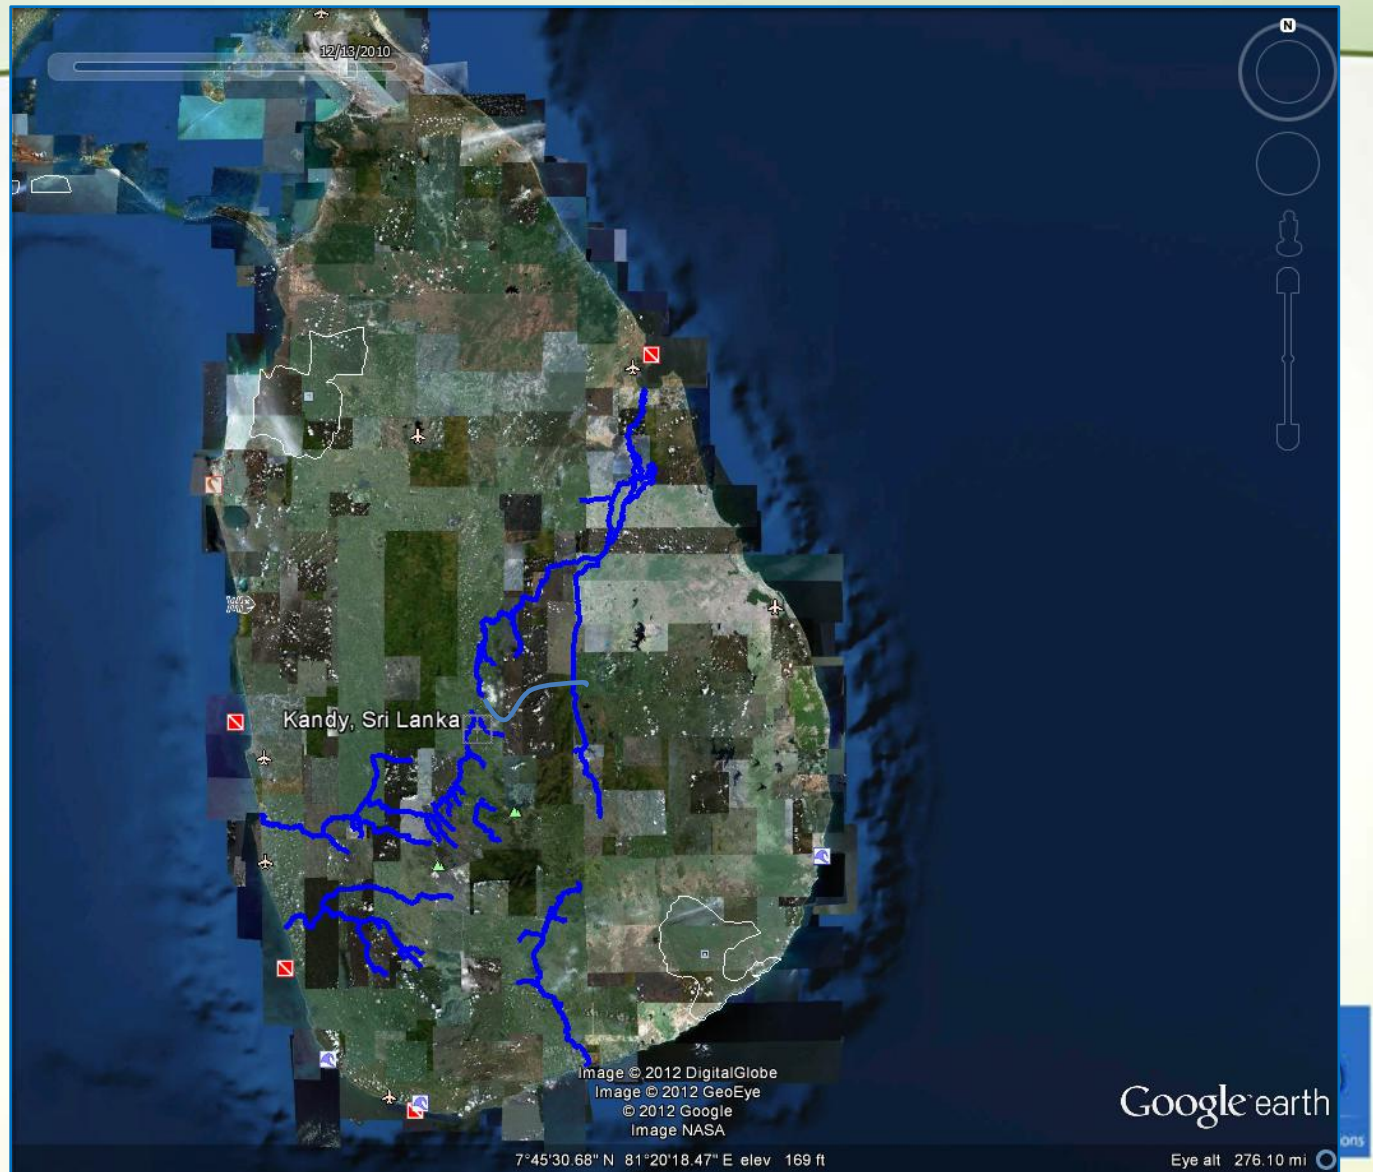 N
12/13/2010
Kandy, Sri Lanka
Image © 2012 DigitalGlobe
Image © 2012 GeoEye
© 2012 Google
Image NASA
Google earth
ons
7°45'30.68" N 81°20'18.47" E elev 169 ft
Eye alt 276.10 mi